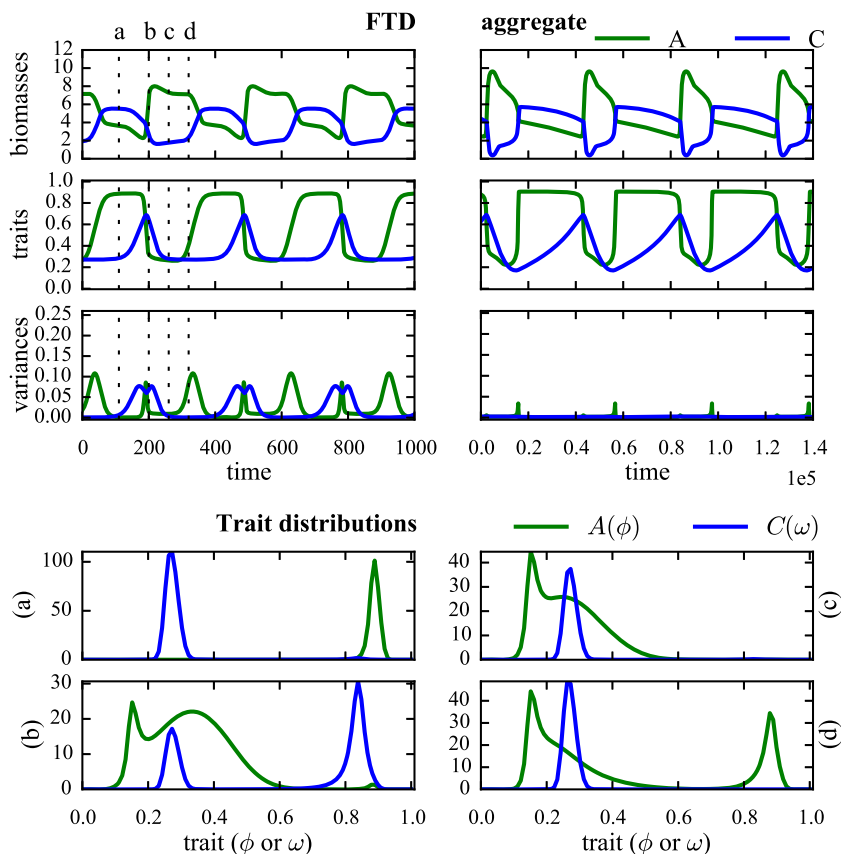 FTD aggregate A C
a b c d
12
10
8
6
4
2
0
biomasses
1.0
0.8
0.6
0.4
0.2
0.0
traits
0.25
0.20
0.15
0.10
0.05
0.00
variances
0 200 400 600 800 1000
time
0.0 0.2 0.4 0.6 0.8 1.0 1.2 1.4
time
1e5
Trait distributions A(ϕ) C(ω)
100
50
0
(a)
40
30
20
10
0
(c)
30
20
10
0
(b)
0.0 0.2 0.4 0.6 0.8 1.0
trait (ϕ or ω)
40
30
20
10
0
(d)
0.0 0.2 0.4 0.6 0.8 1.0
trait (ϕ or ω)